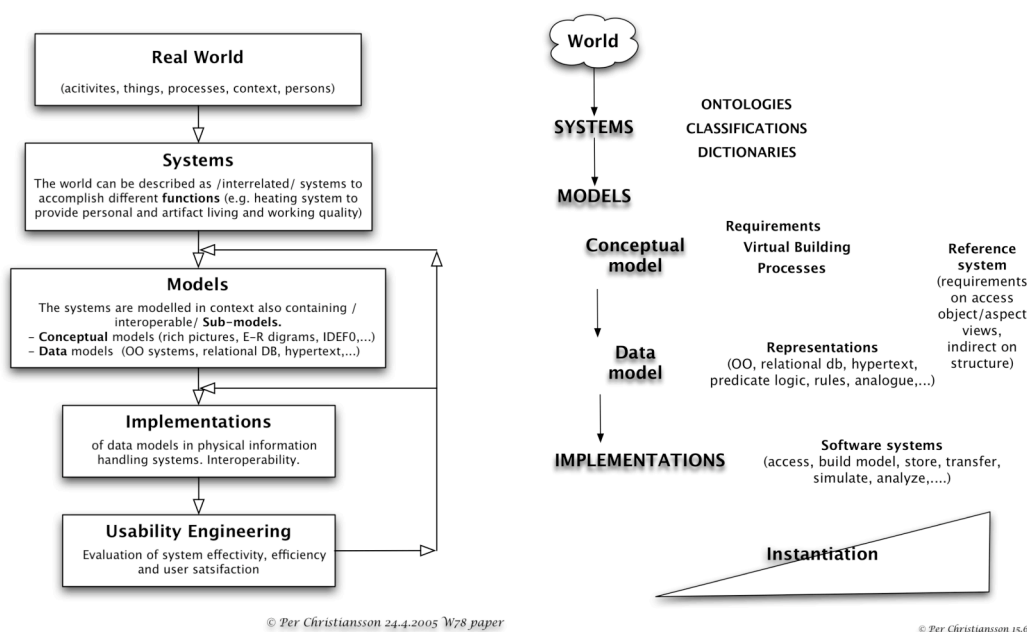 Real World
(acitivites, things, processes, context, persons)
Systems
The world can be described as /interrelated/ systems to
accomplish different functions (e.g. heating system to
provide personal and artifact living and working quality)
Models
The systems are modelled in context also containing /
interoperable/ Sub-models.
– Conceptual models (rich pictures, E-R digrams, IDEF0,...)
– Data models (OO systems, relational DB, hypertext,...)
Implementations
of data models in physical information
handling systems. Interoperability.
Usability Engineering
Evaluation of system effectivity, efficiency
and user satsifaction
© Per Christiansson 24.4.2005 W78 paper
World
SYSTEMS
ONTOLOGIES
CLASSIFICATIONS
DICTIONARIES
MODELS
Conceptual
model
Requirements
Virtual Building
Processes
Reference
system
(requirements
on access
object/aspect
views,
indirect on
structure)
Data
model
Representations
(OO, relational db, hypertext,
predicate logic, rules, analogue,...)
IMPLEMENTATIONS
Software systems
(access, build model, store, transfer,
simulate, analyze,....)
Instantiation
© Per Christiansson 15.6